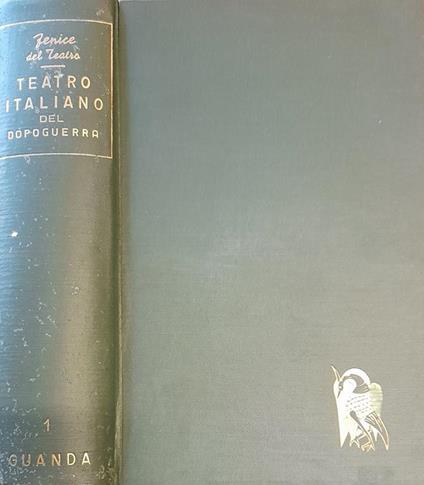 Fenice
del Teatro
TEATRO
ITALIANO
DEL
DOPOGUERRA
1
GUANDA